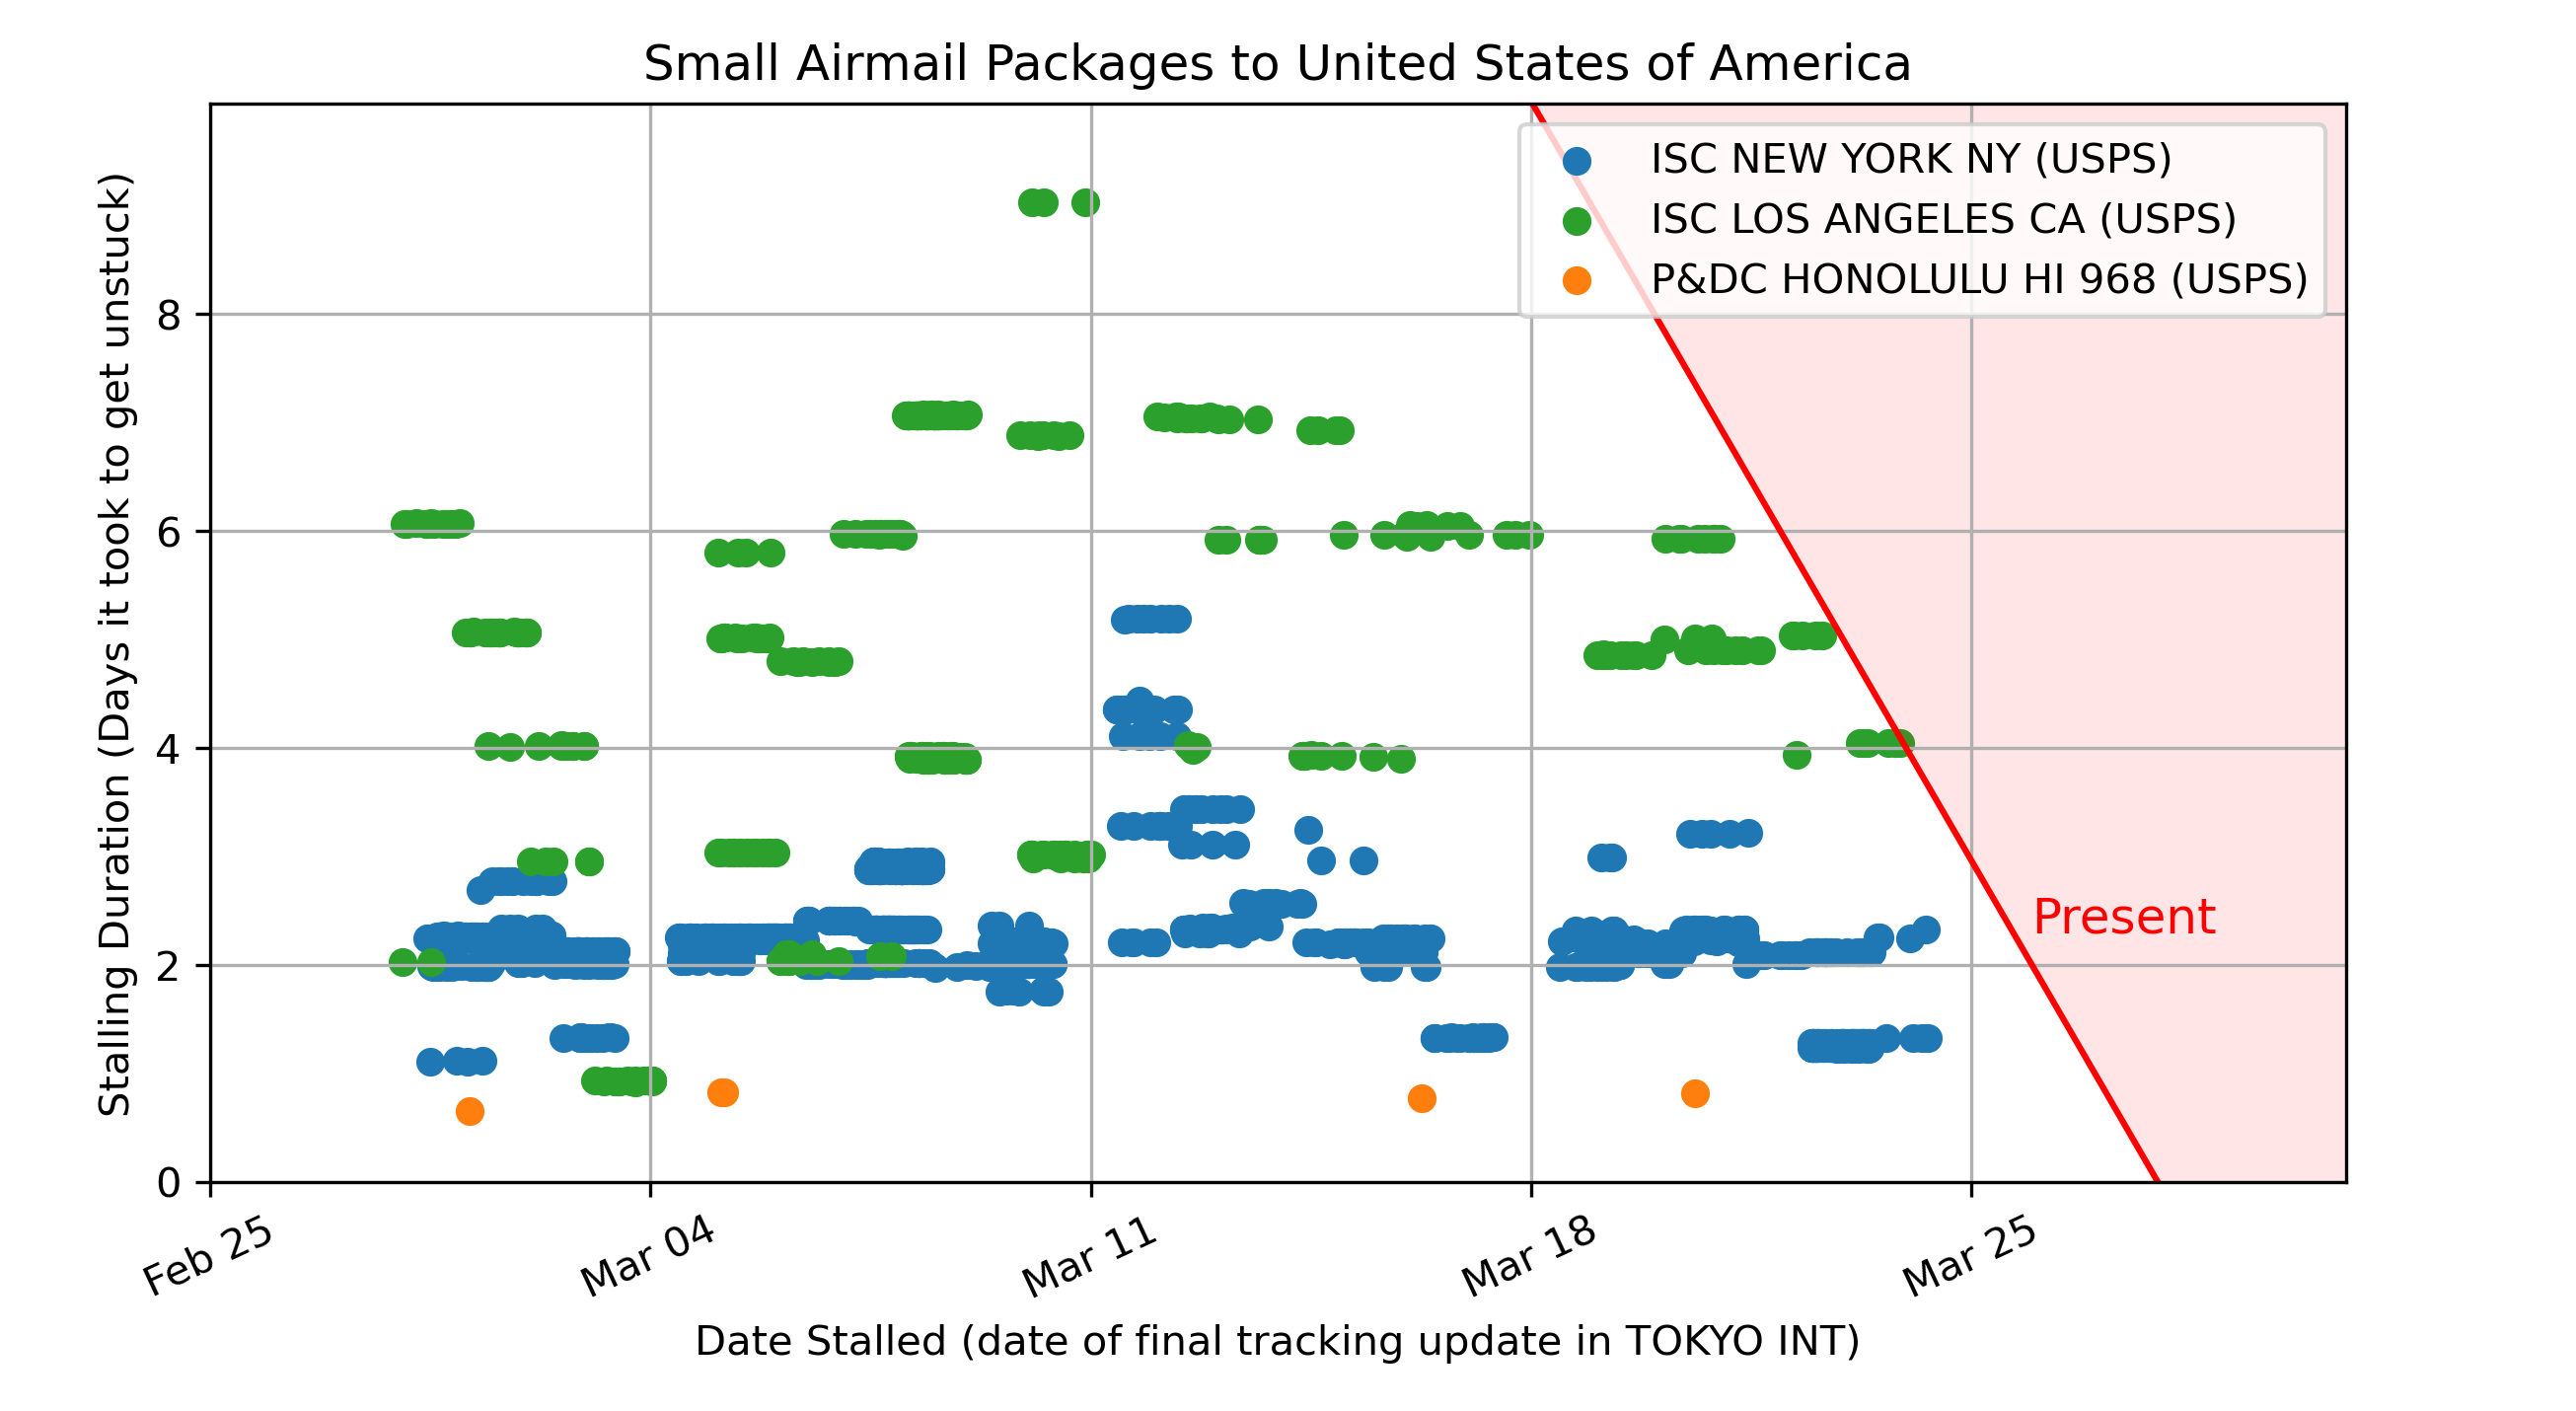 Small Airmail Packages to United States of America
Stalling Duration (Days it took to get unstuck)
8
6
4
2
0
ISC NEW YORK NY (USPS)
ISC LOS ANGELES CA (USPS)
P&DC HONOLULU HI 968 (USPS)
Present
Feb 25
Mar 04
Mar 11
Mar 18
Mar 25
Date Stalled (date of final tracking update in TOKYO INT)